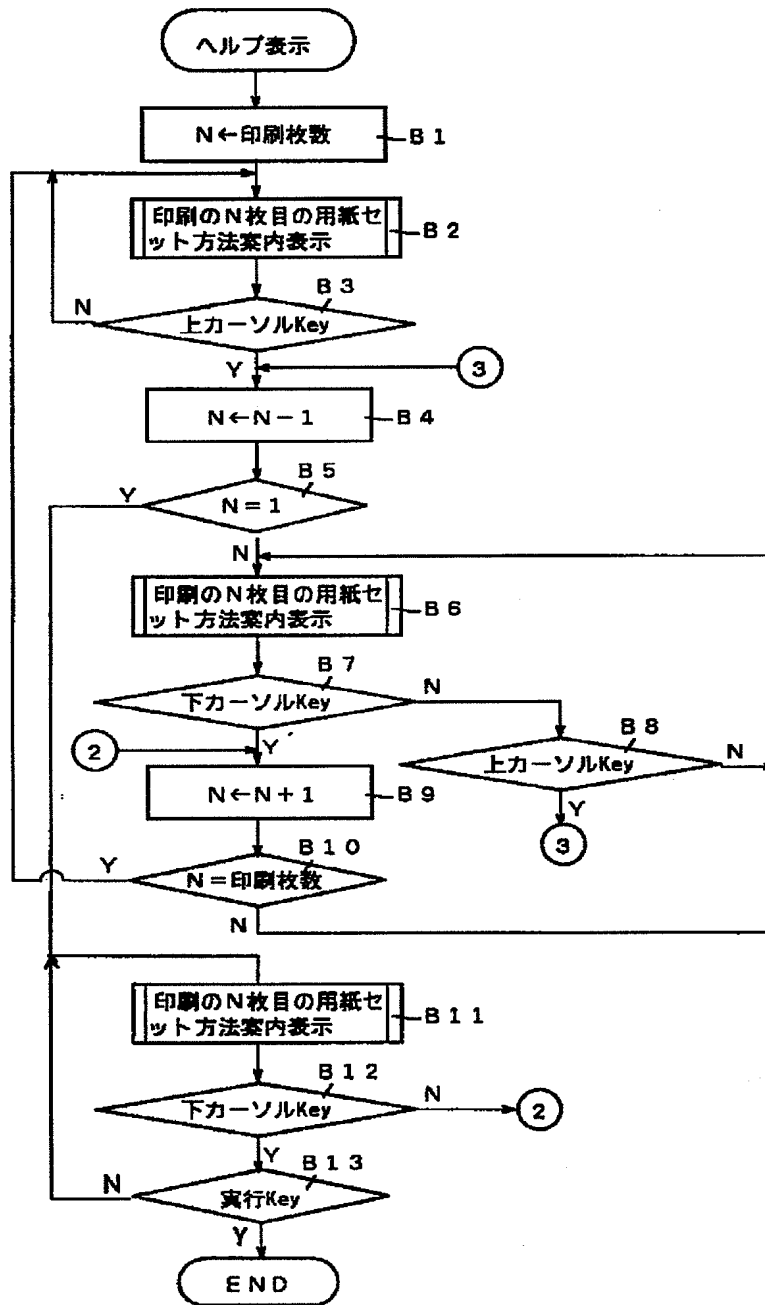 ヘルプ表示
N←印刷枚数
B1
印刷のN枚目の用紙セ
ット方法案内表示
B2
B3
N
上カーソルKey
Y
3
N←N-1
B4
B5
Y
N=1
N
印刷のN枚目の用紙セ
ット方法案内表示
B6
B7
下カーソルKey
N
B8
2
Y
上カーソルKey
N
N←N+1
B9
Y
3
B10
Y
N=印刷枚数
N
印刷のN枚目の用紙セ
ット方法案内表示
B11
B12
下カーソルKey
N
2
Y
B13
N
実行Key
Y
END